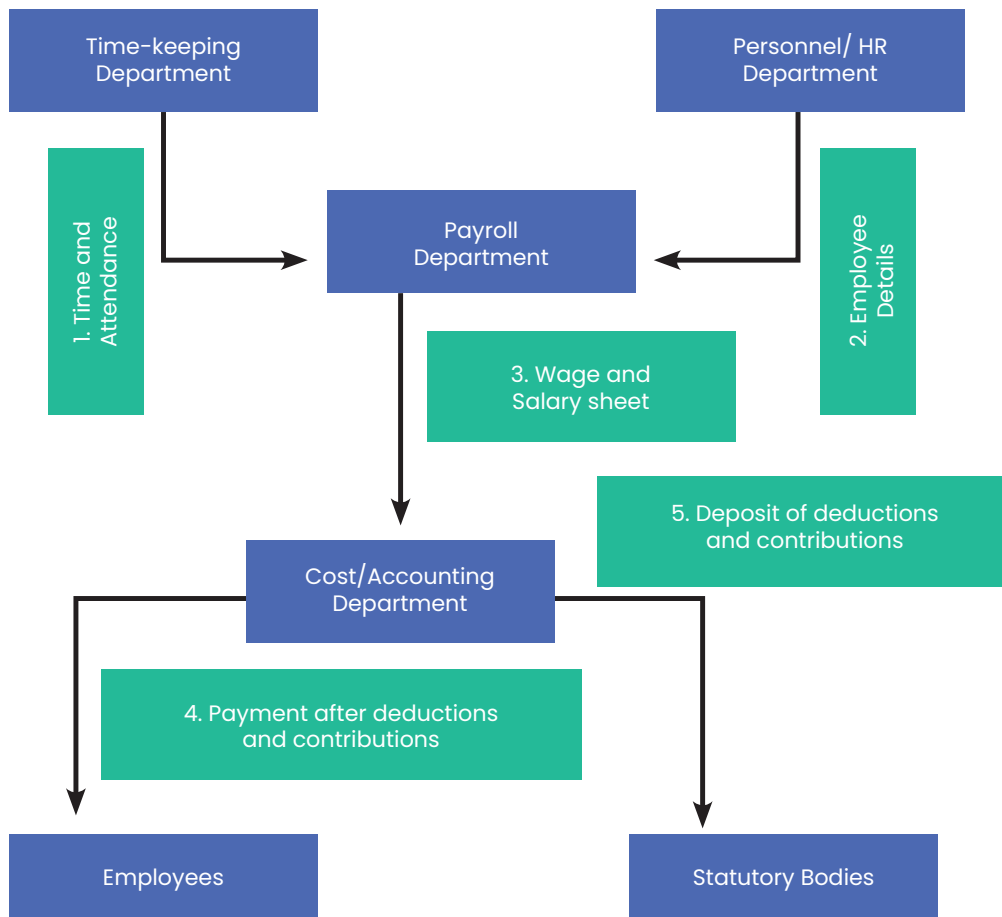 Time-keeping
Department
Personnel/ HR
Department
1. Time and
Attendance
Payroll
Department
2. Employee
Details
3. Wage and
Salary sheet
5. Deposit of deductions
and contributions
Cost/Accounting
Department
4. Payment after deductions
and contributions
Employees
Statutory Bodies